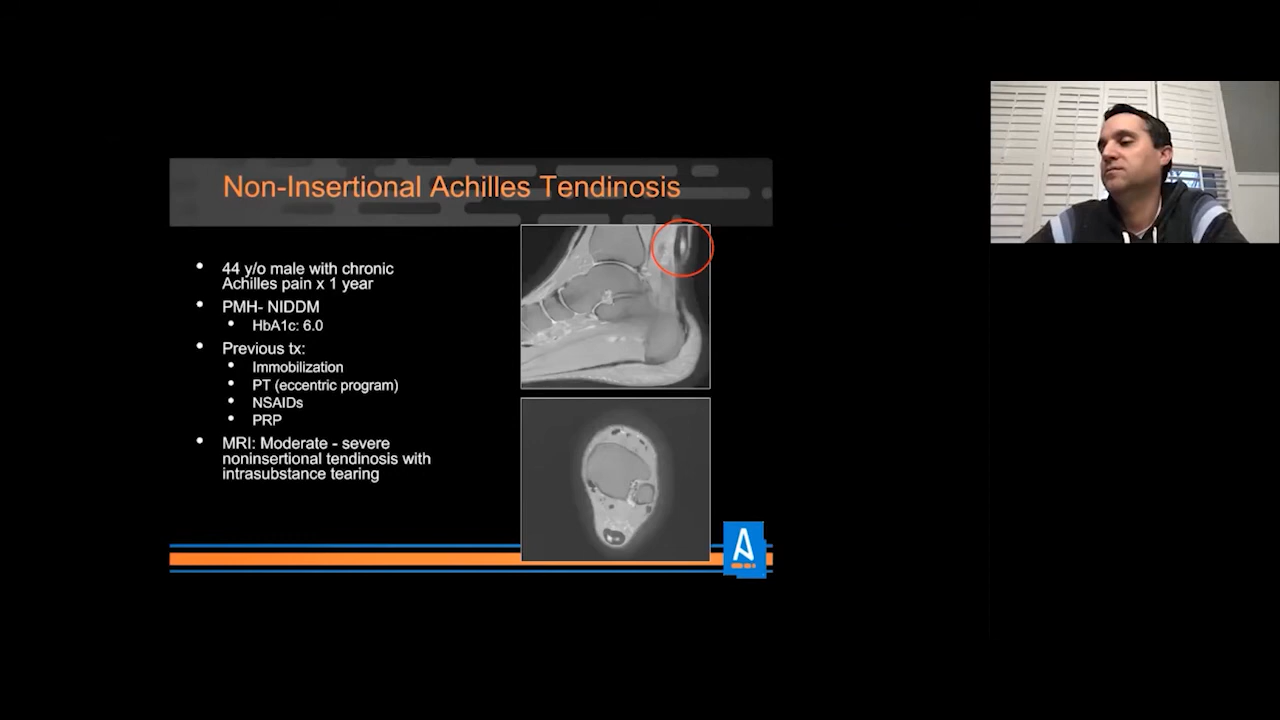 Non-Insertional Achilles Tendinosis
44 y/o male with chronic
Achilles pain x 1 year
PMH- NIDDM
HbA1c: 6.0
Previous tx:
Immobilization
PT (eccentric program)
NSAIDs
PRP
MRI: Moderate - severe
noninsertional tendinosis with
intrasubstance tearing
A